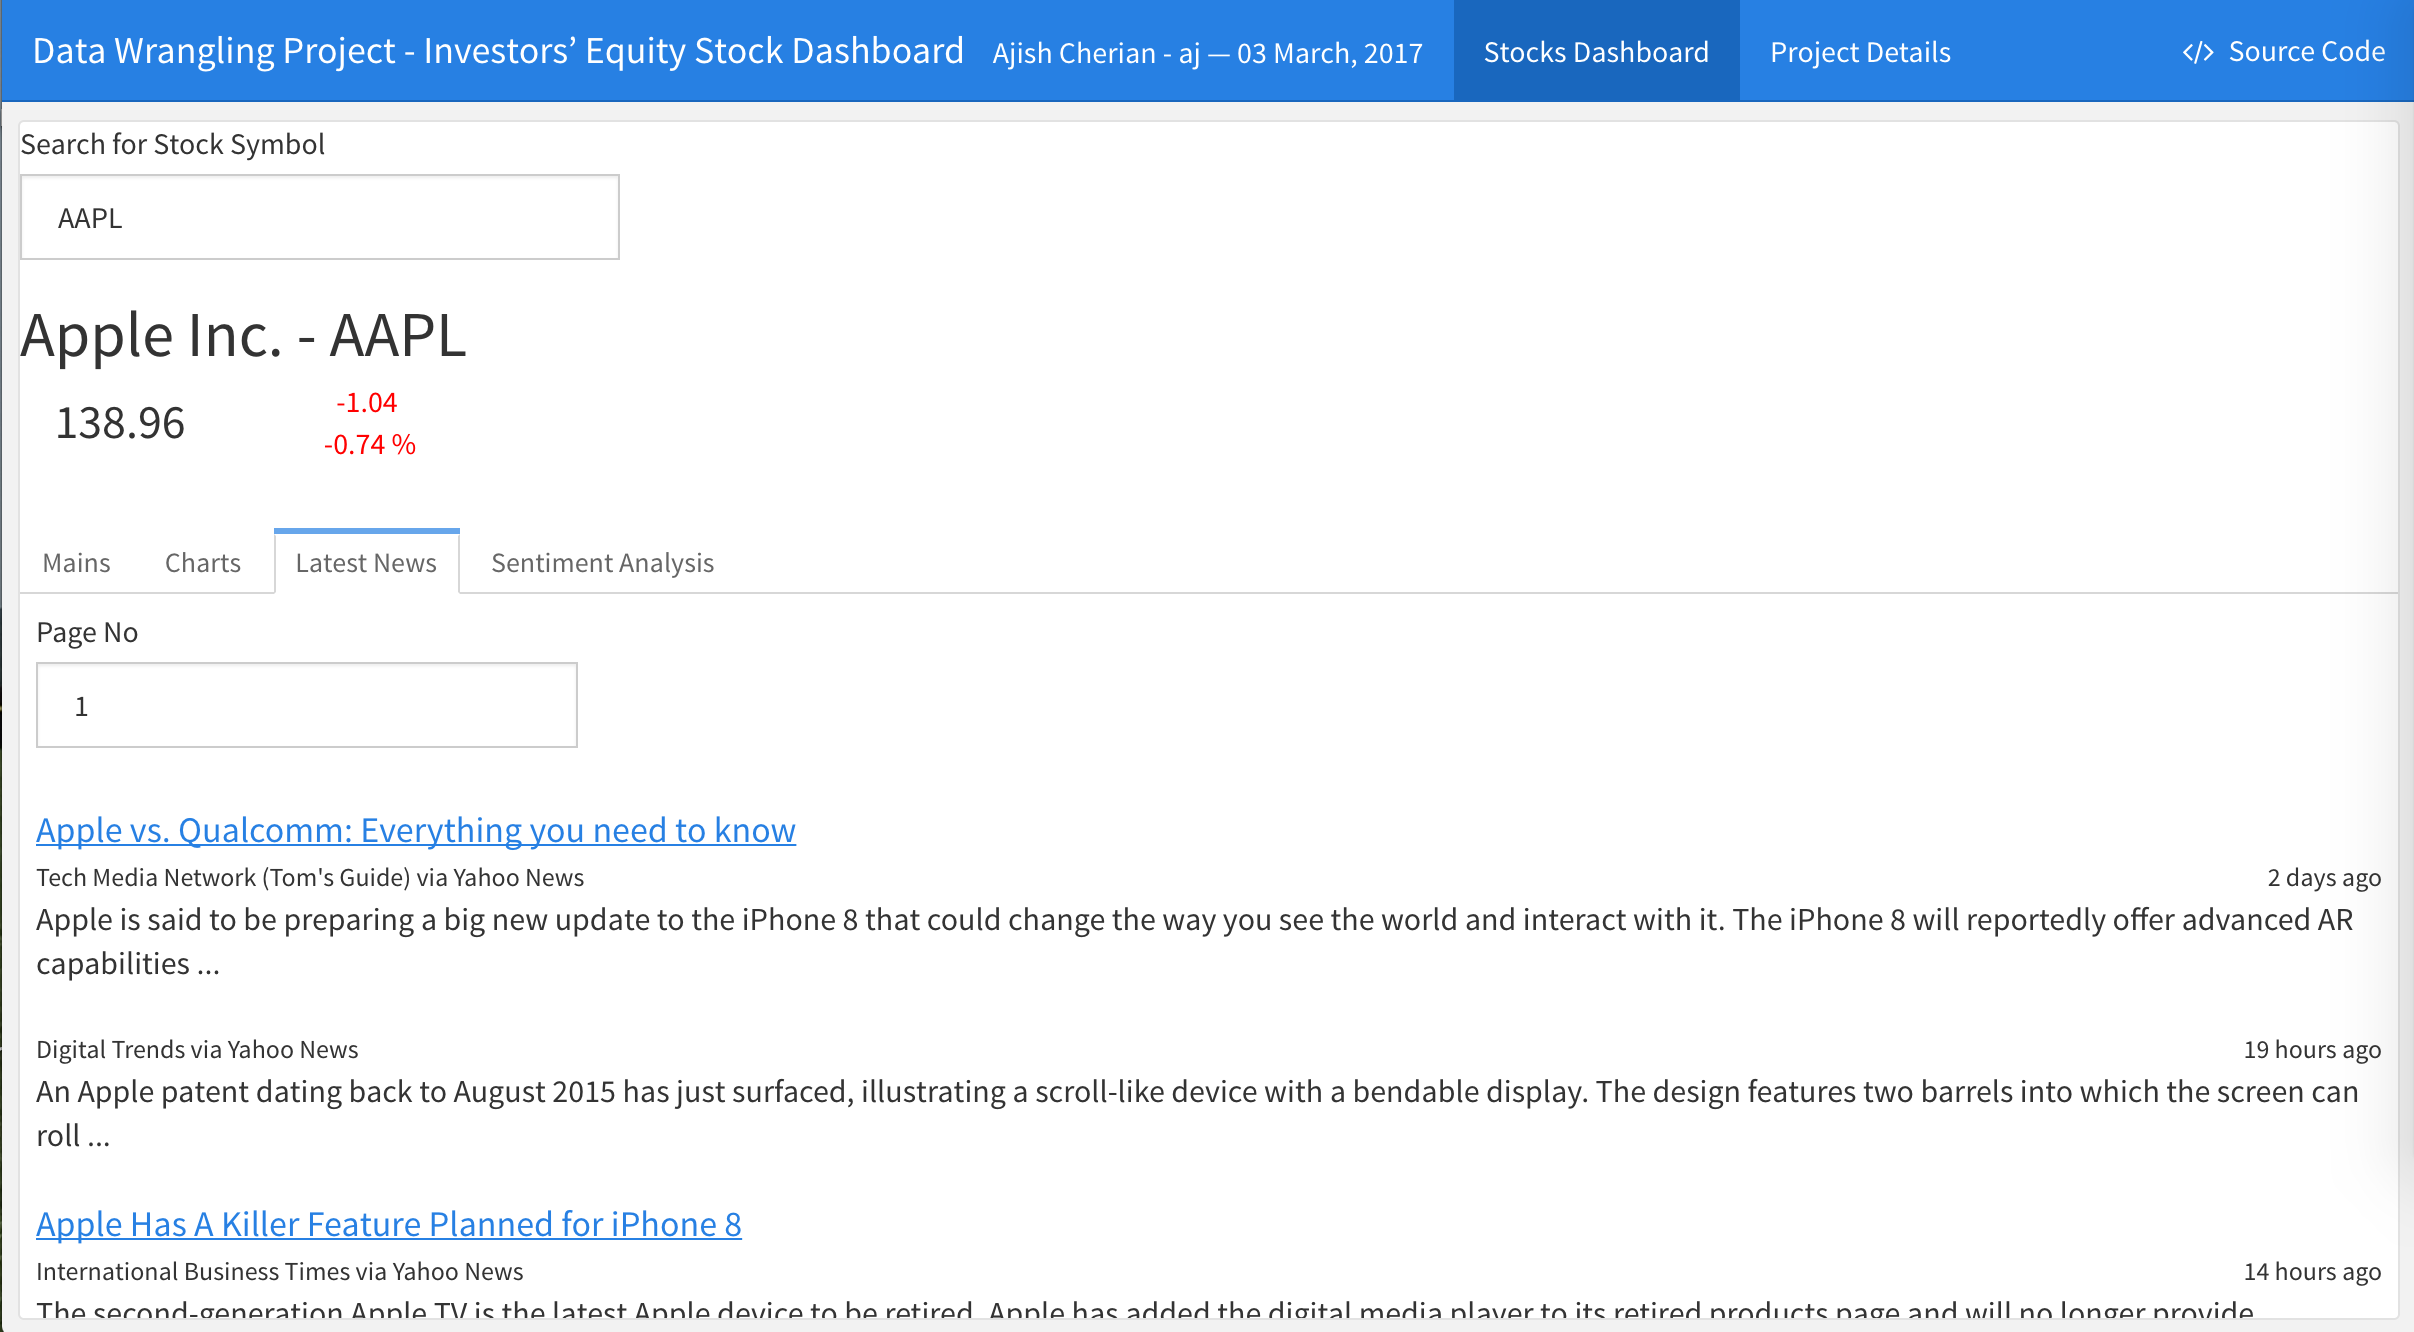 Data Wrangling Project - Investors’ Equity Stock Dashboard Ajish Cherian - aj — 03 March, 2017 Stocks Dashboard Project Details </> Source Code
Search for Stock Symbol
AAPL
Apple Inc. - AAPL
138.96
-1.04
-0.74 %
Mains Charts Latest News Sentiment Analysis
Page No
1
Apple vs. Qualcomm: Everything you need to know
Tech Media Network (Tom's Guide) via Yahoo News 2 days ago
Apple is said to be preparing a big new update to the iPhone 8 that could change the way you see the world and interact with it. The iPhone 8 will reportedly offer advanced AR
capabilities ...
Digital Trends via Yahoo News 19 hours ago
An Apple patent dating back to August 2015 has just surfaced, illustrating a scroll-like device with a bendable display. The design features two barrels into which the screen can
roll ...
Apple Has A Killer Feature Planned for iPhone 8
International Business Times via Yahoo News 14 hours ago
The second-generation Apple TV is the latest Apple device to be retired. Apple has added the digital media player to its retired products page and will no longer provide